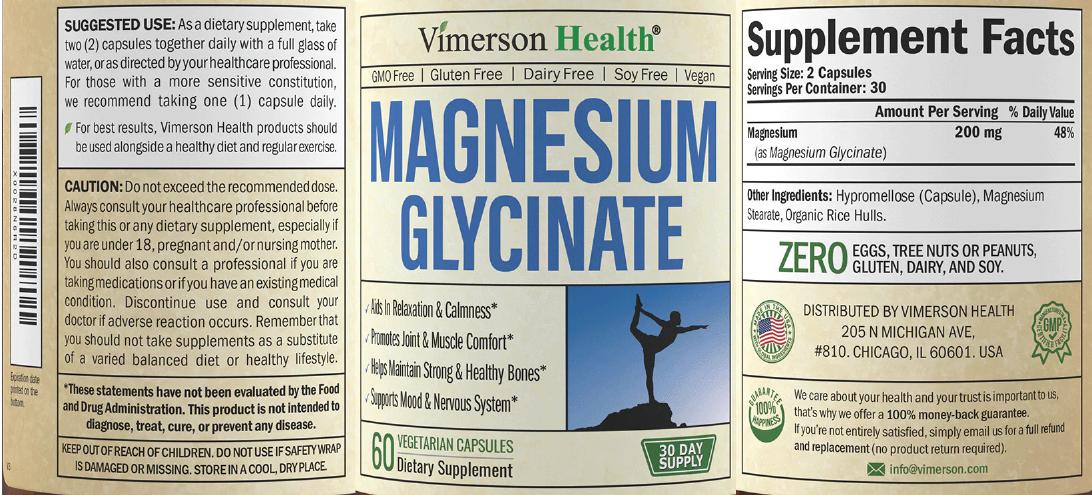 SUGGESTED USE: As a dietary supplement, take
two (2) capsules together daily with a full glass of
water, or as directed by your healthcare professional.
For those with a more sensitive constitution,
we recommend taking one (1) capsule daily.
For best results, Vimerson Health products should
be used alongside a healthy diet and regular exercise.
CAUTION: Do not exceed the recommended dose.
Always consult your healthcare professional before
taking this or any dietary supplement, especially if
you are under 18, pregnant and/or nursing mother.
You should also consult a professional if you are
taking medications or if you have an existing medical
condition. Discontinue use and consult your
doctor if adverse reaction occurs. Remember that
you should not take supplements as a substitute
of a varied balanced diet or healthy lifestyle.
*These statements have not been evaluated by the Food
and Drug Administration. This product is not intended to
diagnose, treat, cure, or prevent any disease.
KEEP OUT OF REACH OF CHILDREN. DO NOT USE IF SAFETY WRAP
IS DAMAGED OR MISSING. STORE IN A COOL, DRY PLACE.
Expiration date
printed on the
bottom.
Vimerson Health®
GMO Free | Gluten Free | Dairy Free | Soy Free | Vegan
MAGNESIUM
GLYCINATE
Aids In Relaxation & Calmness*
Promotes Joint & Muscle Comfort*
Helps Maintain Strong & Healthy Bones*
Supports Mood & Nervous System*
60 VEGETARIAN CAPSULES
Dietary Supplement
30 DAY
SUPPLY
Supplement Facts
Serving Size: 2 Capsules
Servings Per Container: 30
Amount Per Serving % Daily Value
Magnesium 200 mg 48%
(as Magnesium Glycinate)
Other Ingredients: Hypromellose (Capsule), Magnesium
Stearate, Organic Rice Hulls.
ZERO EGGS, TREE NUTS OR PEANUTS,
GLUTEN, DAIRY, AND SOY.
MADE IN THE USA
DISTRIBUTED BY VIMERSON HEALTH
205 N MICHIGAN AVE,
#810. CHICAGO, IL 60601. USA
GMP
GUARANTEE
100%
HAPPINESS
We care about your health and your trust is important to us,
that's why we offer a 100% money-back guarantee.
If you're not entirely satisfied, simply email us for a full refund
and replacement (no product return required).
info@vimerson.com